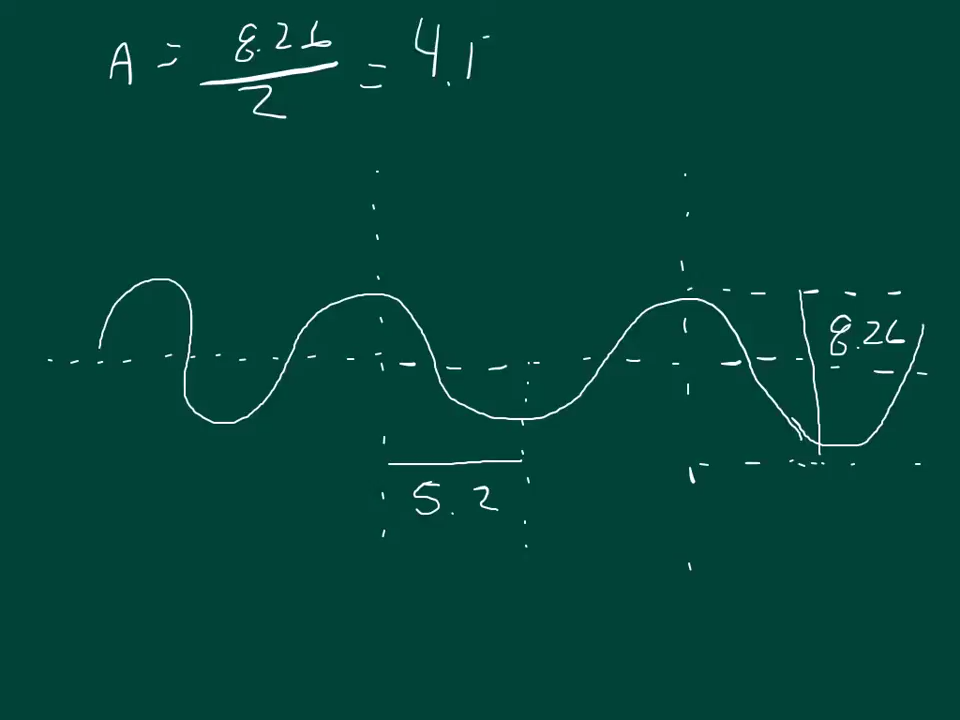 A = 8.26/2 = 4.1
8.26
5.2